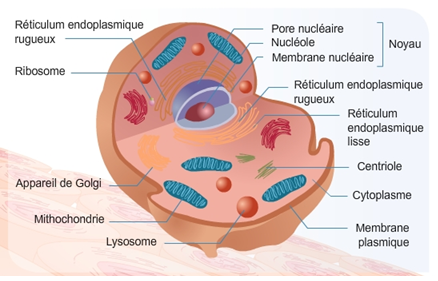 Réticulum endoplasmique
rugueux
Ribosome
Pore nucléaire
Nucléole
Membrane nucléaire
Noyau
Réticulum endoplasmique
rugueux
Réticulum
endoplasmique
lisse
Centriole
Cytoplasme
Membrane
plasmique
Appareil de Golgi
Mithochondrie
Lysosome